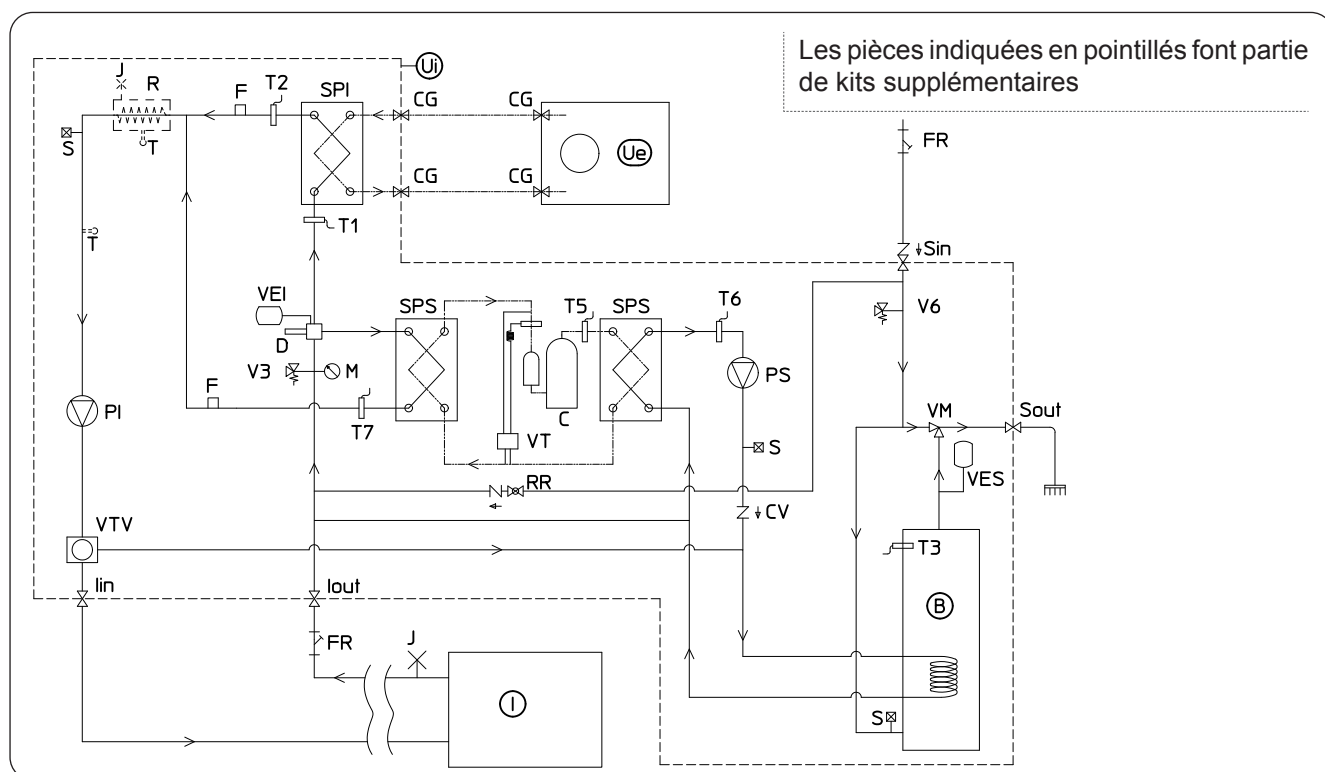 Les pièces indiquées en pointillés font partie
de kits supplémentaires
J
R
F
T2
SPI
Ui
CG
CG
Ue
S
T
CG
CG
T1
T
FR
Sin
VEI
D
SPS
T5
SPS
T6
V6
V3
M
PS
PI
F
T7
VT
C
VM
Sout
S
VES
RR
VTV
CV
T3
Iin
Iout
B
FR
J
I
S